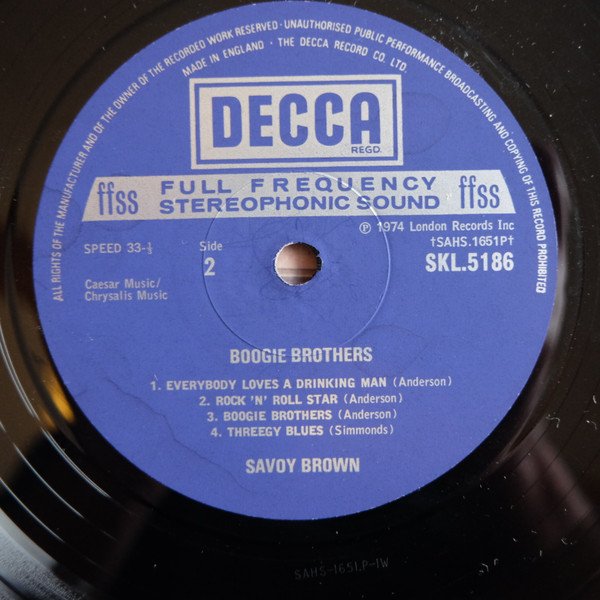 ALL RIGHTS OF THE MANUFACTURER AND OF THE OWNER OF THE RECORDED WORK RESERVED · UNAUTHORISED PUBLIC PERFORMANCE BROADCASTING AND COPYING OF THIS RECORD PROHIBITED
MADE IN ENGLAND · THE DECCA RECORD CO. LTD.
DECCA
REGD.
ffss FULL FREQUENCY ffss
STEREOPHONIC SOUND
℗ 1974 London Records Inc
†SAHS.1651P†
SPEED 33-⅓
Side
2
SKL.5186
Caesar Music/
Chrysalis Music
BOOGIE BROTHERS
1. EVERYBODY LOVES A DRINKING MAN (Anderson)
2. ROCK 'N' ROLL STAR (Anderson)
3. BOOGIE BROTHERS (Anderson)
4. THREEGY BLUES (Simmonds)
SAVOY BROWN
SAHS-1651.P-1W